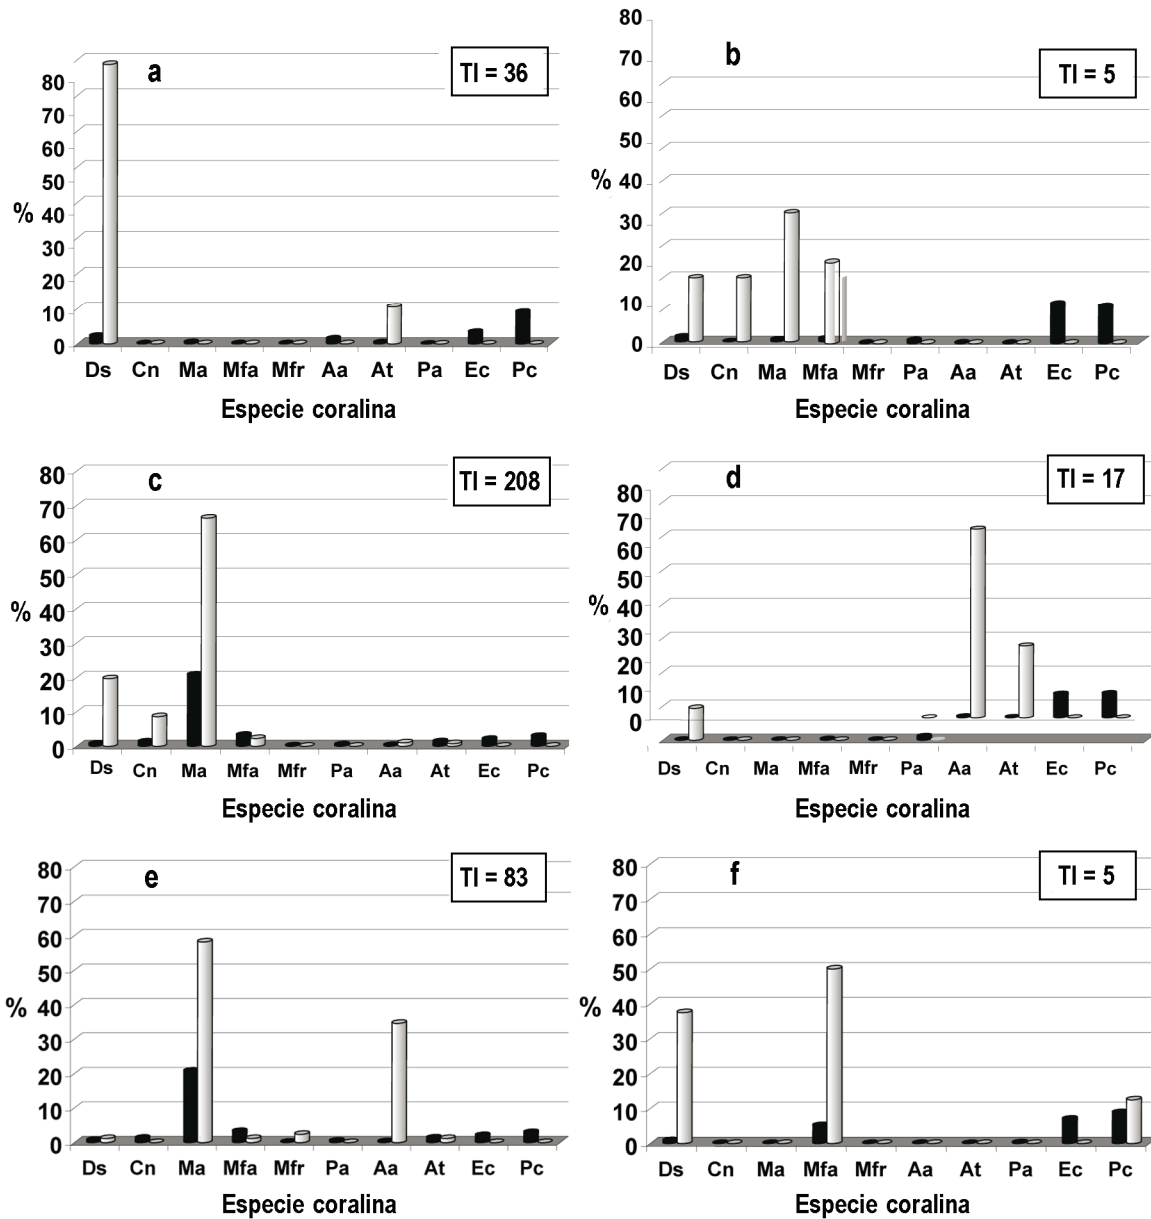 a
TI = 36
80
70
60
50
% 40
30
20
10
0
Ds Cn Ma Mfa Mfr Aa At Pa Ec Pc
Especie coralina
b
TI = 5
80
70
60
50
% 40
30
20
10
0
Ds Cn Ma Mfa Mfr Pa Aa At Ec Pc
Especie coralina
c
TI = 208
80
70
60
50
% 40
30
20
10
0
Ds Cn Ma Mfa Mfr Pa Aa At Ec Pc
Especie coralina
d
TI = 17
80
70
60
50
% 40
30
20
10
0
Ds Cn Ma Mfa Mfr Pa Aa At Ec Pc
Especie coralina
e
TI = 83
80
70
60
50
% 40
30
20
10
0
Ds Cn Ma Mfa Mfr Pa Aa At Ec Pc
Especie coralina
f
TI = 5
80
70
60
50
% 40
30
20
10
0
Ds Cn Ma Mfa Mfr Aa At Pa Ec Pc
Especie coralina